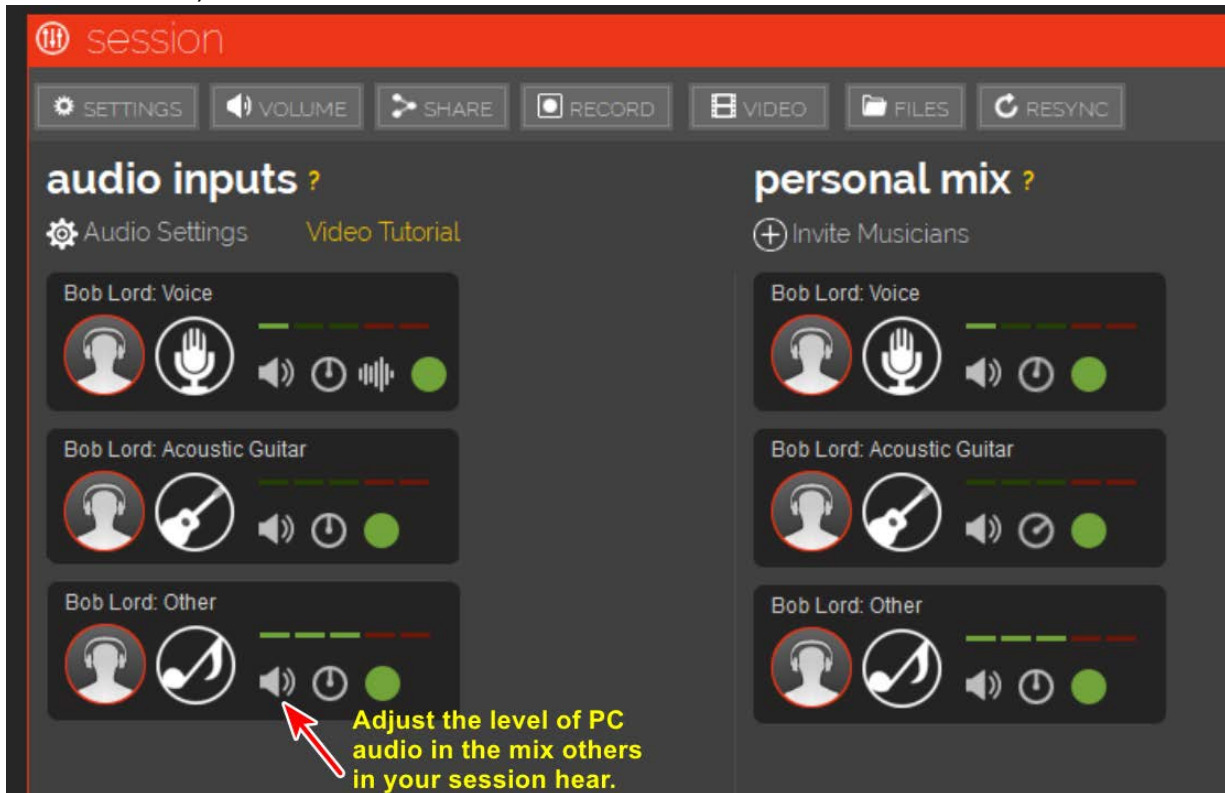 session
SETTINGS VOLUME SHARE RECORD VIDEO FILES RESYNC
audio inputs ?
Audio Settings Video Tutorial
Bob Lord: Voice
Bob Lord: Acoustic Guitar
Bob Lord: Other
Adjust the level of PC
audio in the mix others
in your session hear.
personal mix ?
Invite Musicians
Bob Lord: Voice
Bob Lord: Acoustic Guitar
Bob Lord: Other